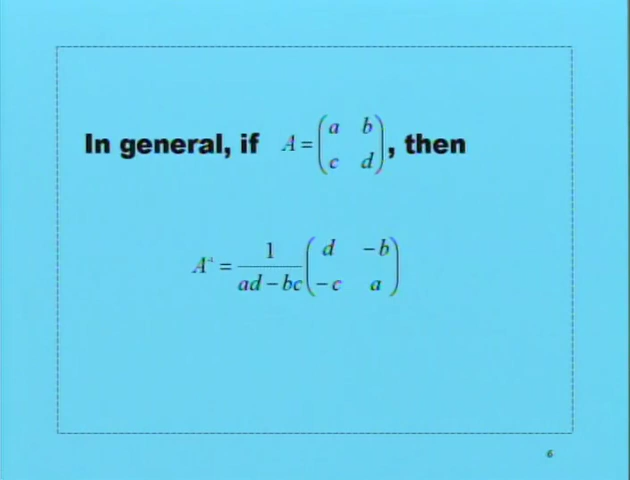 In general, if A = ( a b ; c d ) , then
A⁻¹ = 1 / (ad − bc) ( d −b ; −c a )
6